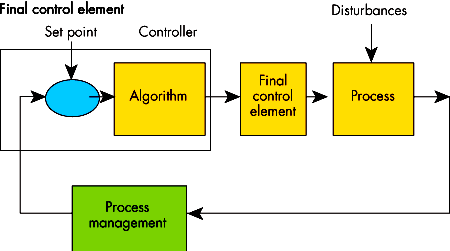 Final control element
Set point
Controller
Disturbances
Algorithm
Final
control
element
Process
Process
management